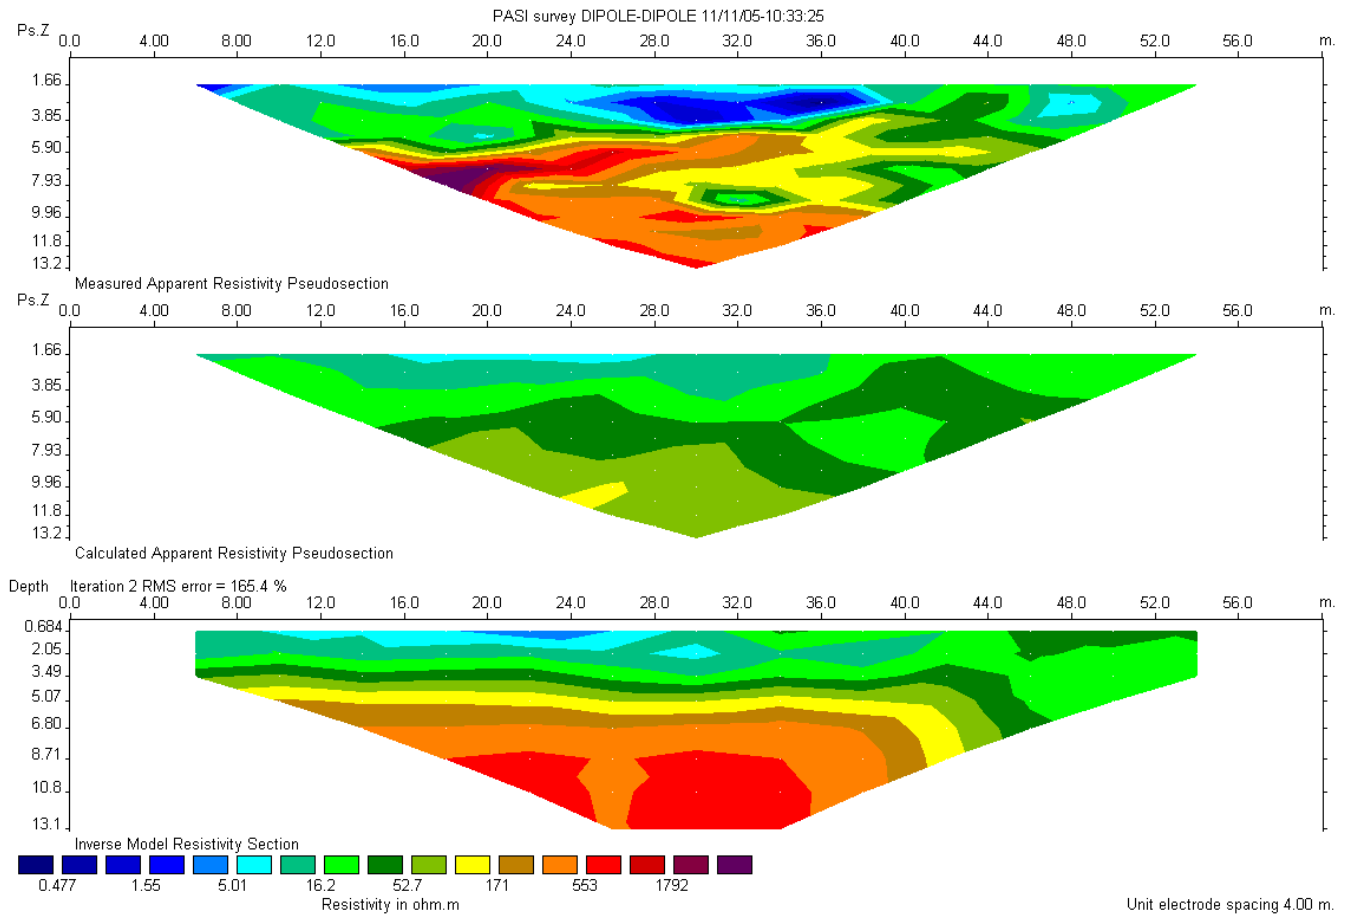 PASI survey DIPOLE-DIPOLE 11/11/05-10:33:25
Ps.Z
0.0 4.00 8.00 12.0 16.0 20.0 24.0 28.0 32.0 36.0 40.0 44.0 48.0 52.0 56.0 m.
1.66
3.85
5.90
7.93
9.96
11.8
13.2
Measured Apparent Resistivity Pseudosection
Ps.Z
0.0 4.00 8.00 12.0 16.0 20.0 24.0 28.0 32.0 36.0 40.0 44.0 48.0 52.0 56.0 m.
1.66
3.85
5.90
7.93
9.96
11.8
13.2
Calculated Apparent Resistivity Pseudosection
Depth Iteration 2 RMS error = 165.4 %
0.0 4.00 8.00 12.0 16.0 20.0 24.0 28.0 32.0 36.0 40.0 44.0 48.0 52.0 56.0 m.
0.684
2.05
3.49
5.07
6.80
8.71
10.8
13.1
Inverse Model Resistivity Section
0.477 1.55 5.01 16.2 52.7 171 553 1792
Resistivity in ohm.m Unit electrode spacing 4.00 m.